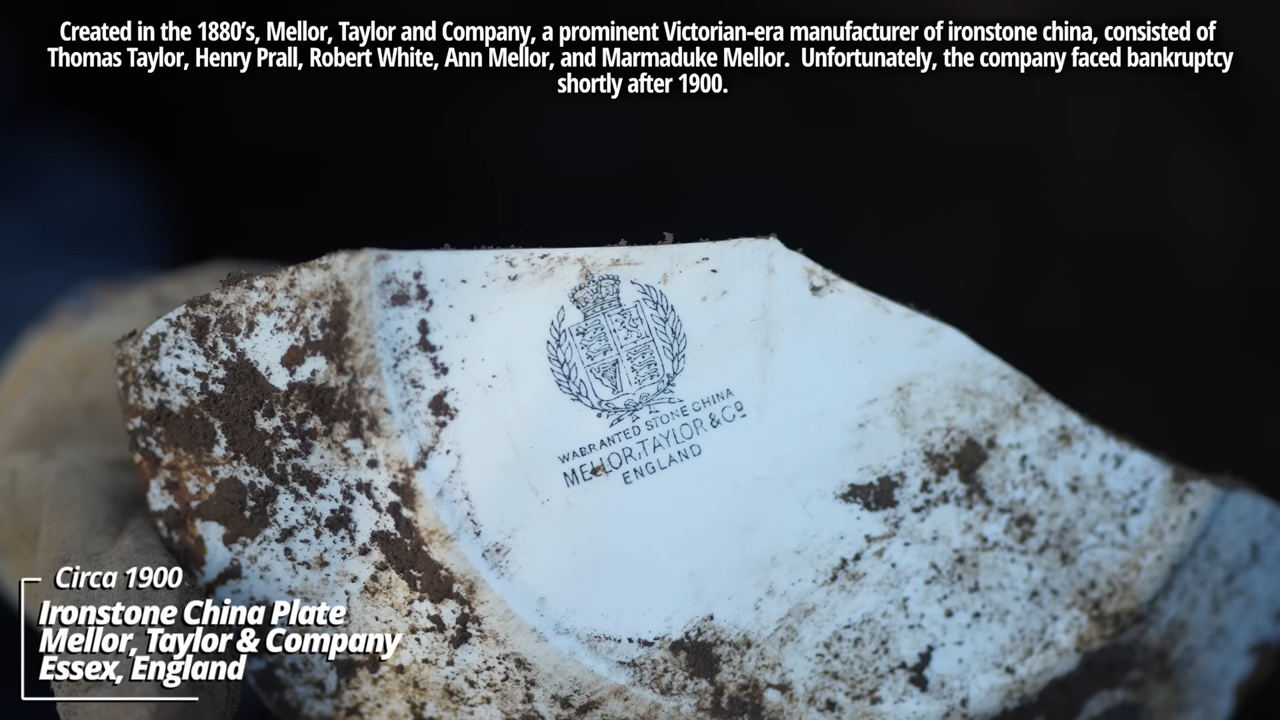 Created in the 1880’s, Mellor, Taylor and Company, a prominent Victorian-era manufacturer of ironstone china, consisted of
Thomas Taylor, Henry Prall, Robert White, Ann Mellor, and Marmaduke Mellor.  Unfortunately, the company faced bankruptcy
shortly after 1900.
WARRANTED STONE CHINA
MELLOR, TAYLOR & Cº
ENGLAND
Circa 1900
Ironstone China Plate
Mellor, Taylor & Company
Essex, England